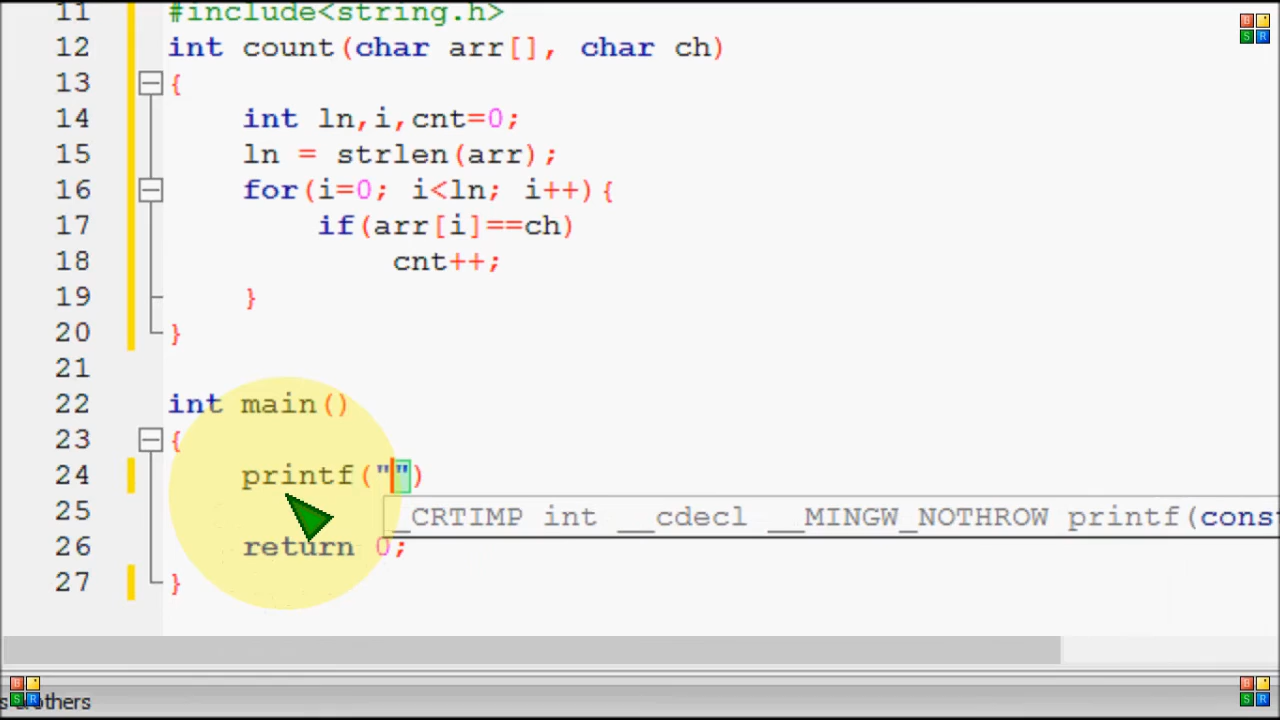 11 #include<string.h>
12 int count(char arr[], char ch)
13 {
14 int ln,i,cnt=0;
15 ln = strlen(arr);
16 for(i=0; i<ln; i++){
17 if(arr[i]==ch)
18 cnt++;
19 }
20 }
21
22 int main()
23 {
24 printf("")
25 _CRTIMP int __cdecl __MINGW_NOTHROW printf(const
26 return 0;
27 }
B S R
B S R
B S R
others
B S R